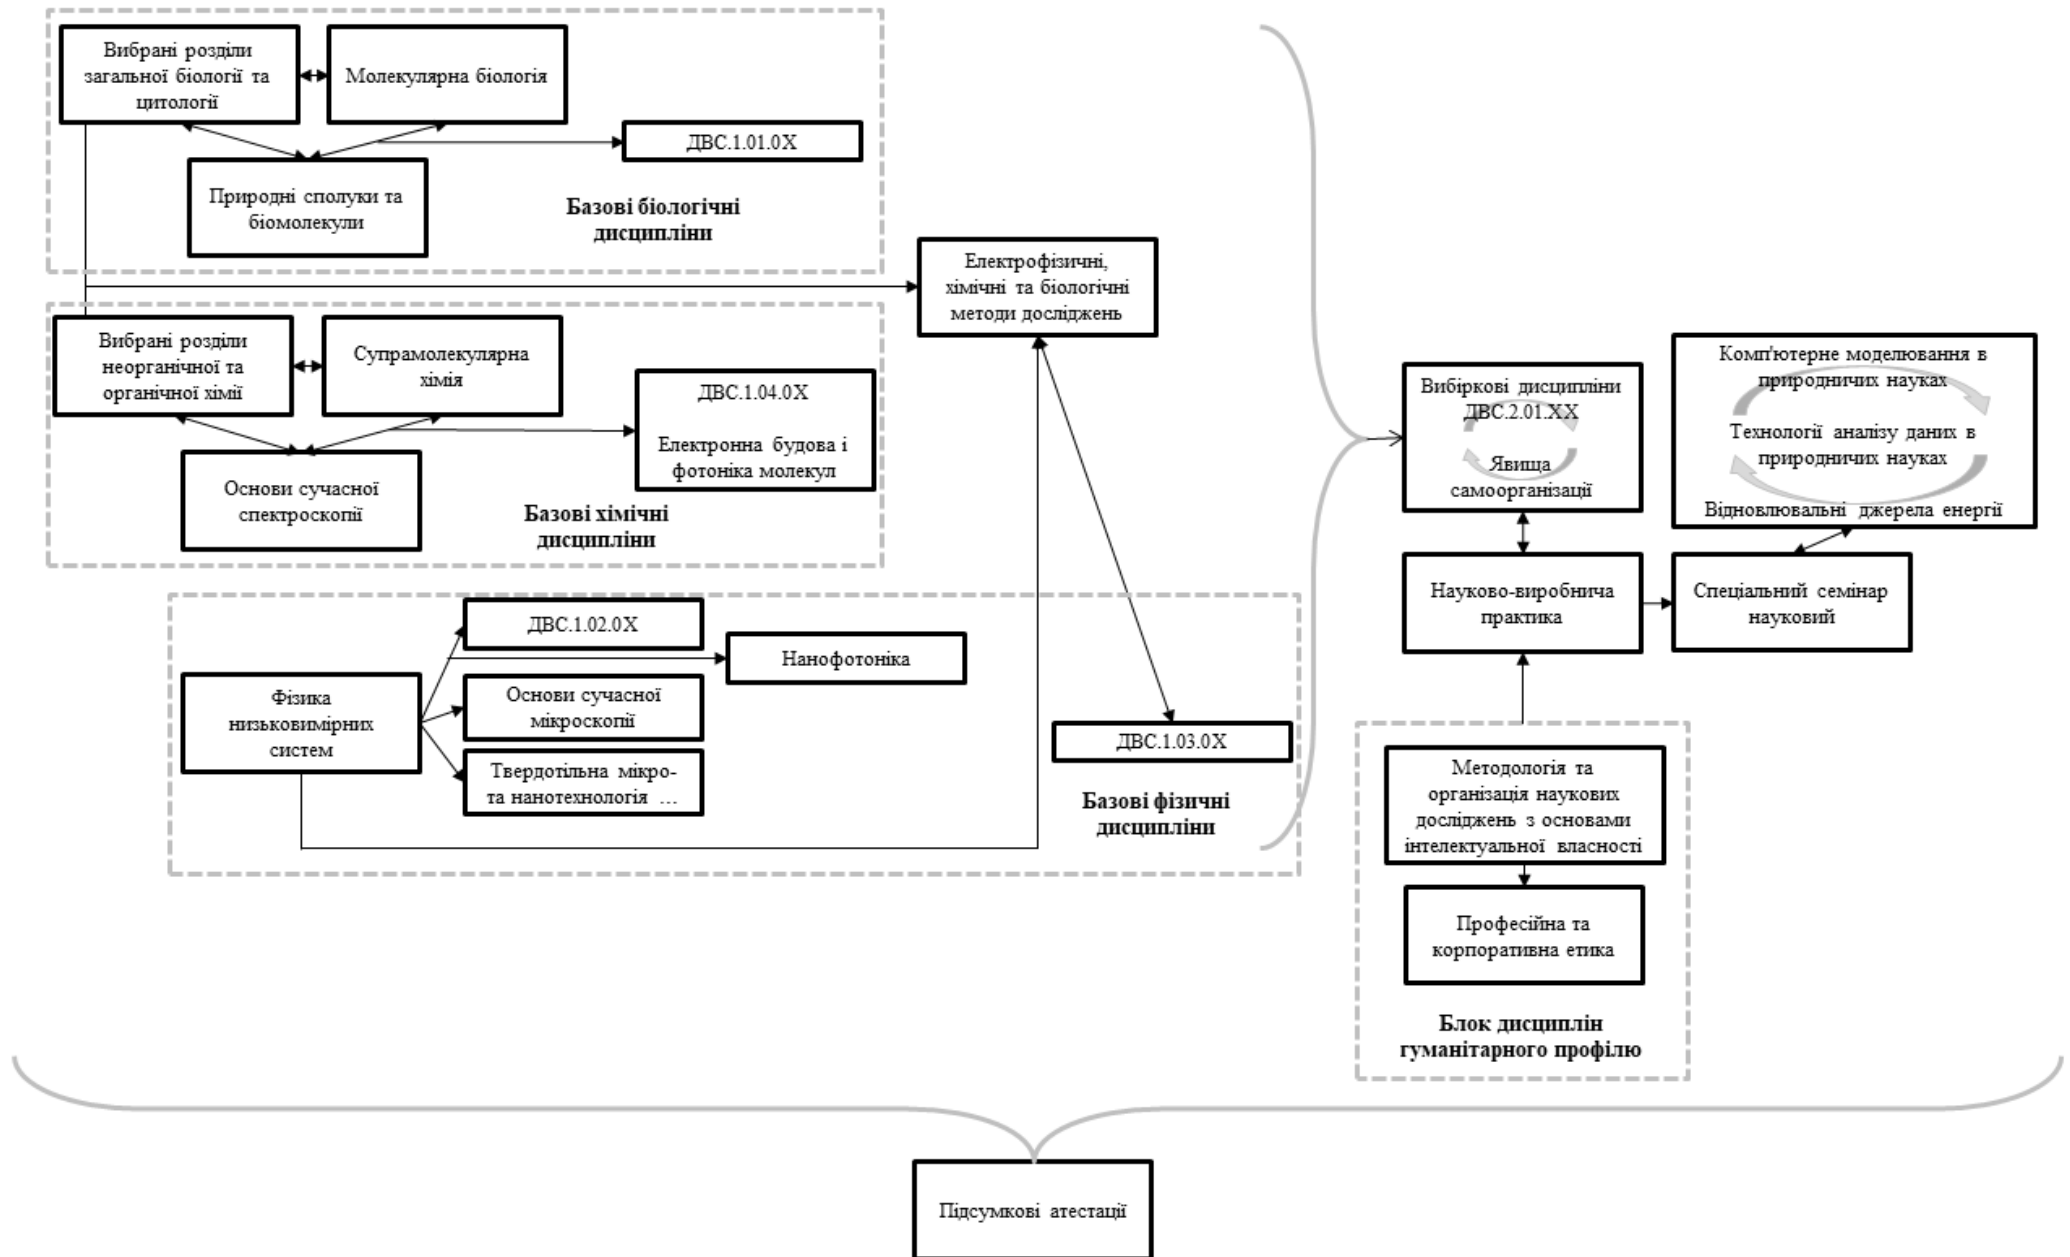 Вибрані розділи
загальної біології та
цитології
Молекулярна біологія
ДВС.1.01.0X
Природні сполуки та
біомолекули
Базові біологічні
дисципліни
Електрофізичні,
хімічні та біологічні
методи досліджень
Вибрані розділи
неорганічної та
органічної хімії
Супрамолекулярна
хімія
ДВС.1.04.0X
Електронна будова і
фотоніка молекул
Основи сучасної
спектроскопії
Базові хімічні
дисципліни
ДВС.1.02.0X
Нанофотоніка
Фізика
низьковимірних
систем
Основи сучасної
мікроскопії
Твердотільна мікро-
та нанотехнологія ...
ДВС.1.03.0X
Базові фізичні
дисципліни
Вибіркові дисципліни
ДВС.2.01.XX
Явища
самоорганізації
Комп'ютерне моделювання в
природничих науках
Технології аналізу даних в
природничих науках
Відновлювальні джерела енергії
Науково-виробнича
практика
Спеціальний семінар
науковий
Методологія та
організація наукових
досліджень з основами
інтелектуальної власності
Професійна та
корпоративна етика
Блок дисциплін
гуманітарного профілю
Підсумкові атестації